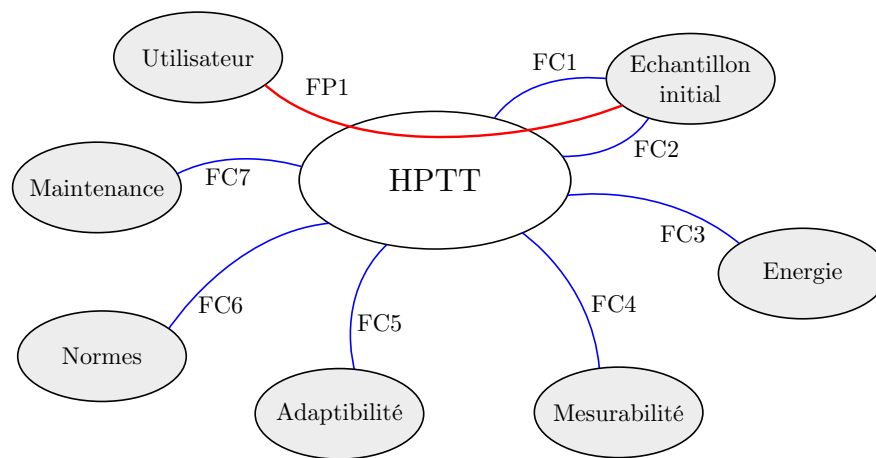 Utilisateur
FP1
FC1
Echantillon
initial
FC2
HPTT
Maintenance
FC7
FC3
Energie
FC6
FC5
FC4
Normes
Adaptibilité
Mesurabilité